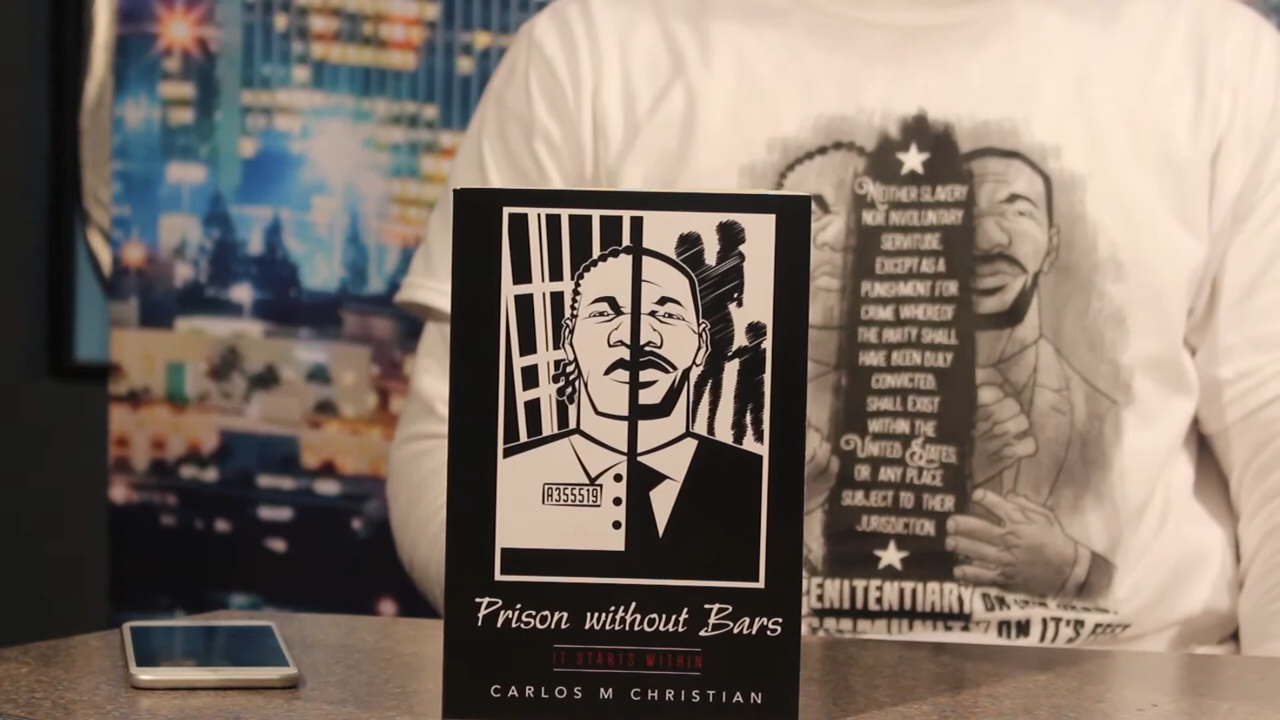 A355519
Prison without Bars
IT STARTS WITHIN
CARLOS M CHRISTIAN
NEITHER SLAVERY
NOR INVOLUNTARY
SERVITUDE,
EXCEPT AS A
PUNISHMENT FOR
CRIME WHEREOF
THE PARTY SHALL
HAVE BEEN DULY
CONVICTED,
SHALL EXIST
WITHIN THE
UNITED STATES,
OR ANY PLACE
SUBJECT TO THEIR
JURISDICTION.
PENITENTIARY ON
ON IT'S FEET